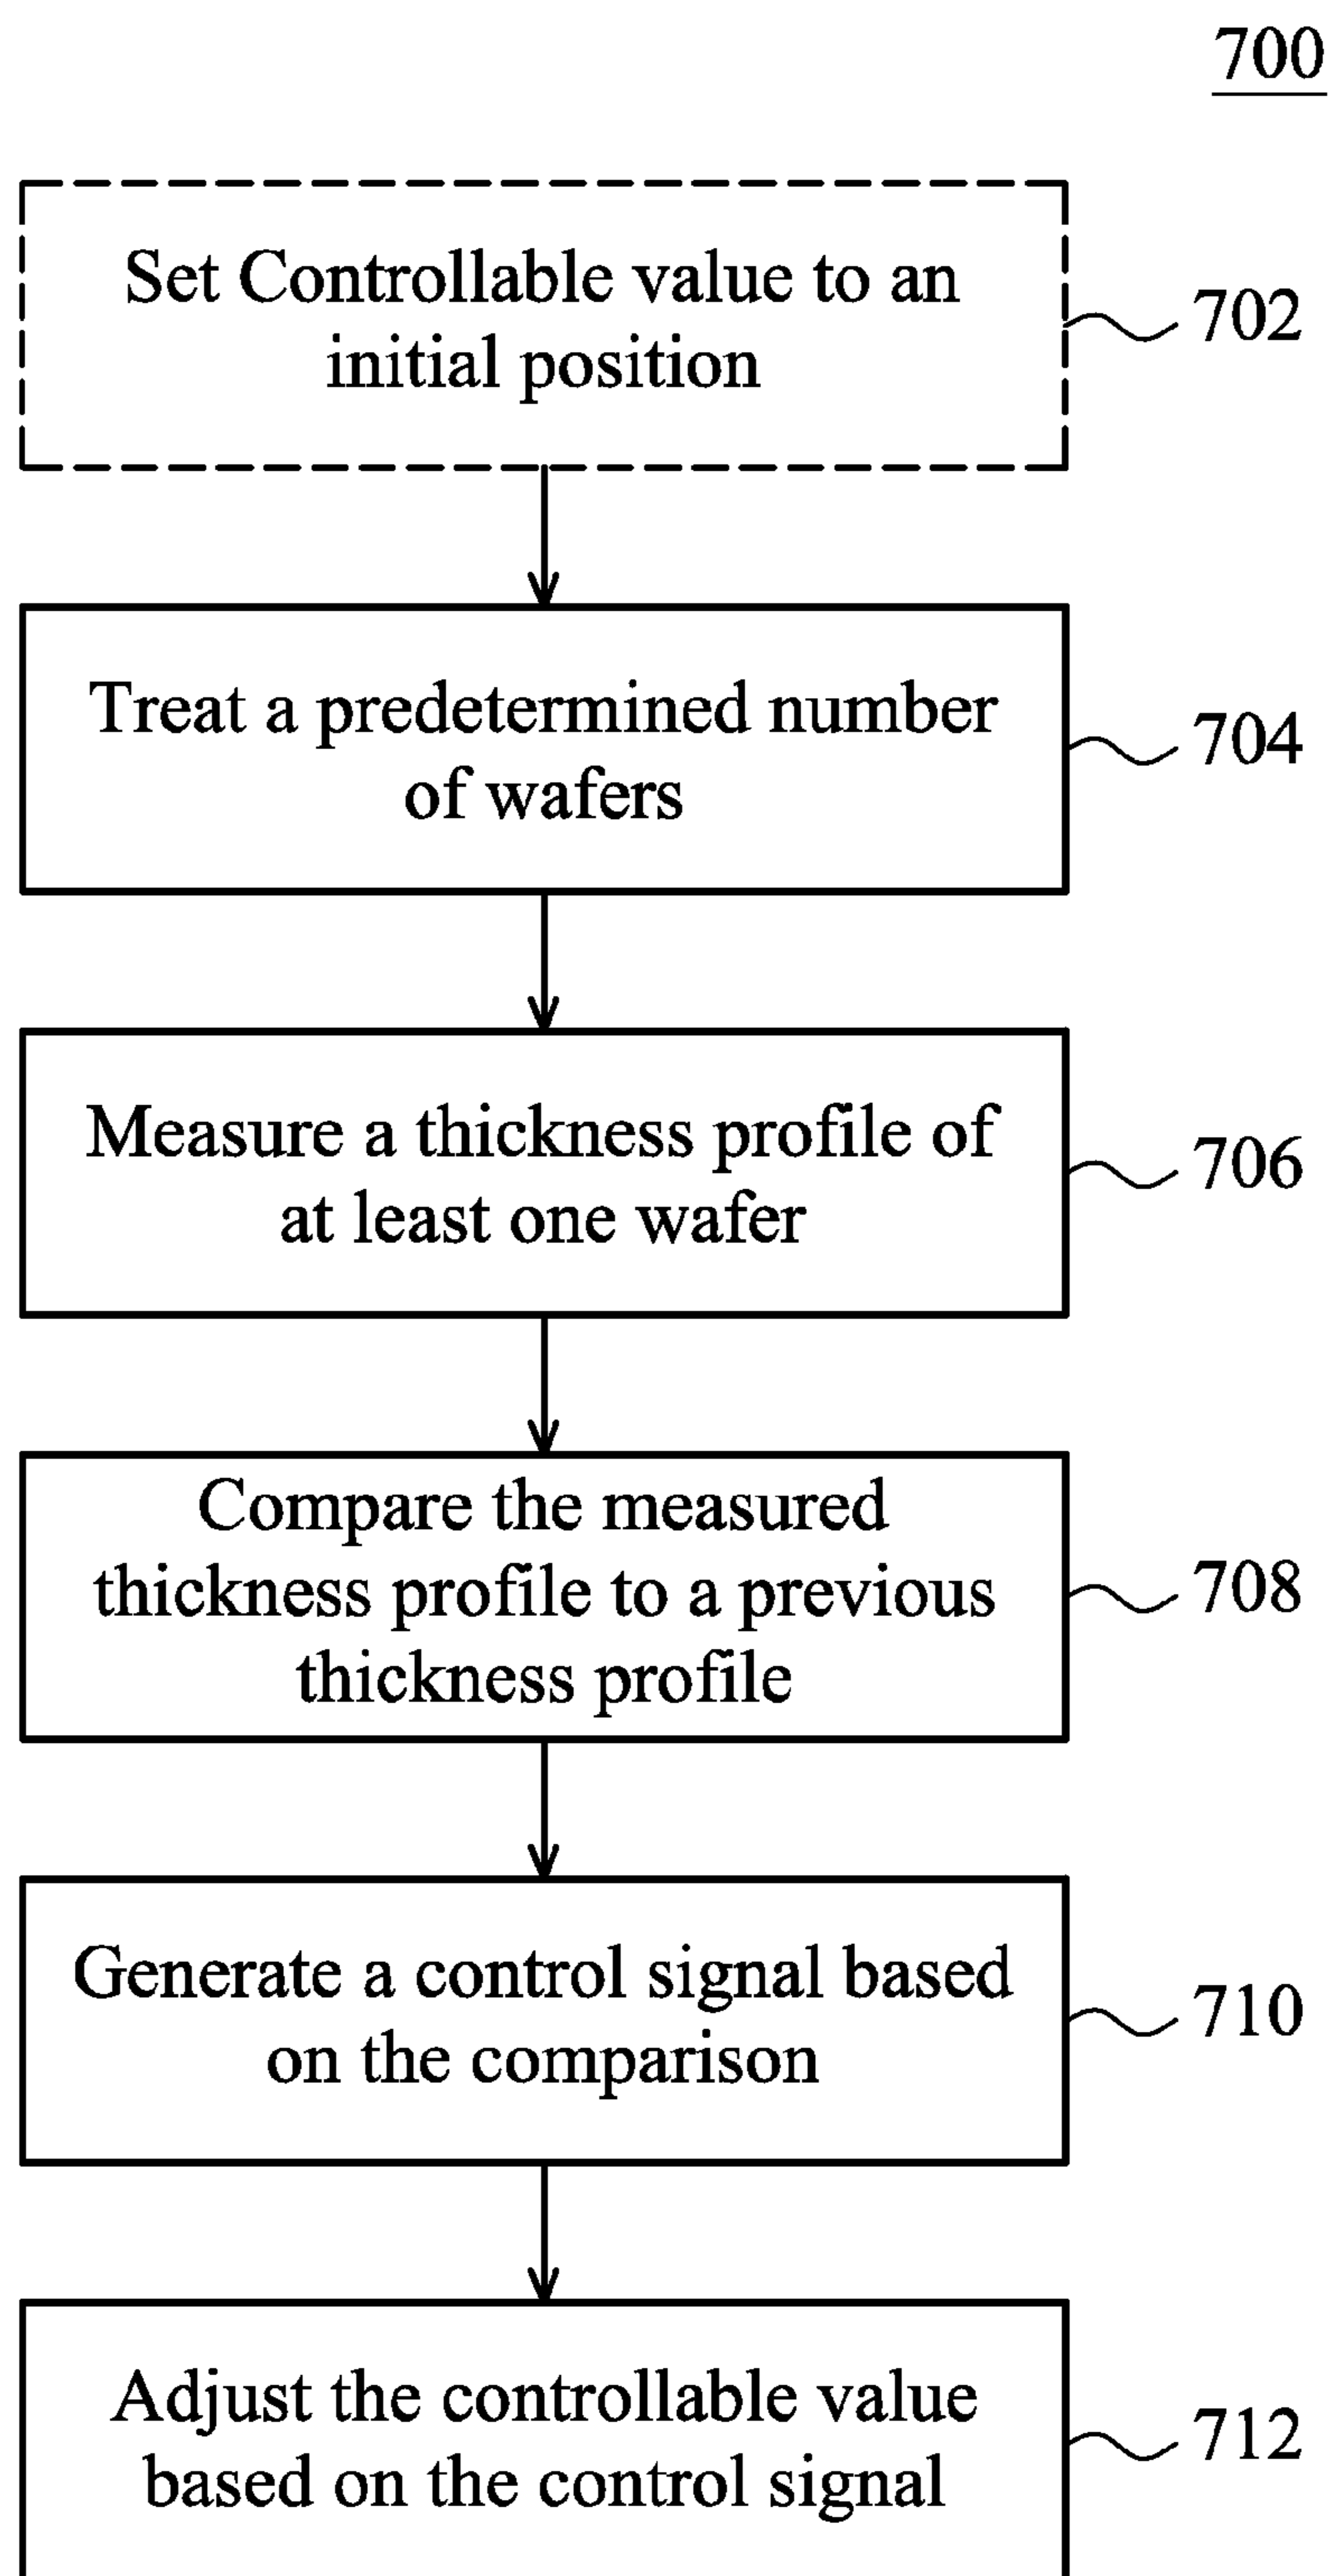 700
Set Controllable value to an
initial position
702
Treat a predetermined number
of wafers
704
Measure a thickness profile of
at least one wafer
706
Compare the measured
thickness profile to a previous
thickness profile
708
Generate a control signal based
on the comparison
710
Adjust the controllable value
based on the control signal
712